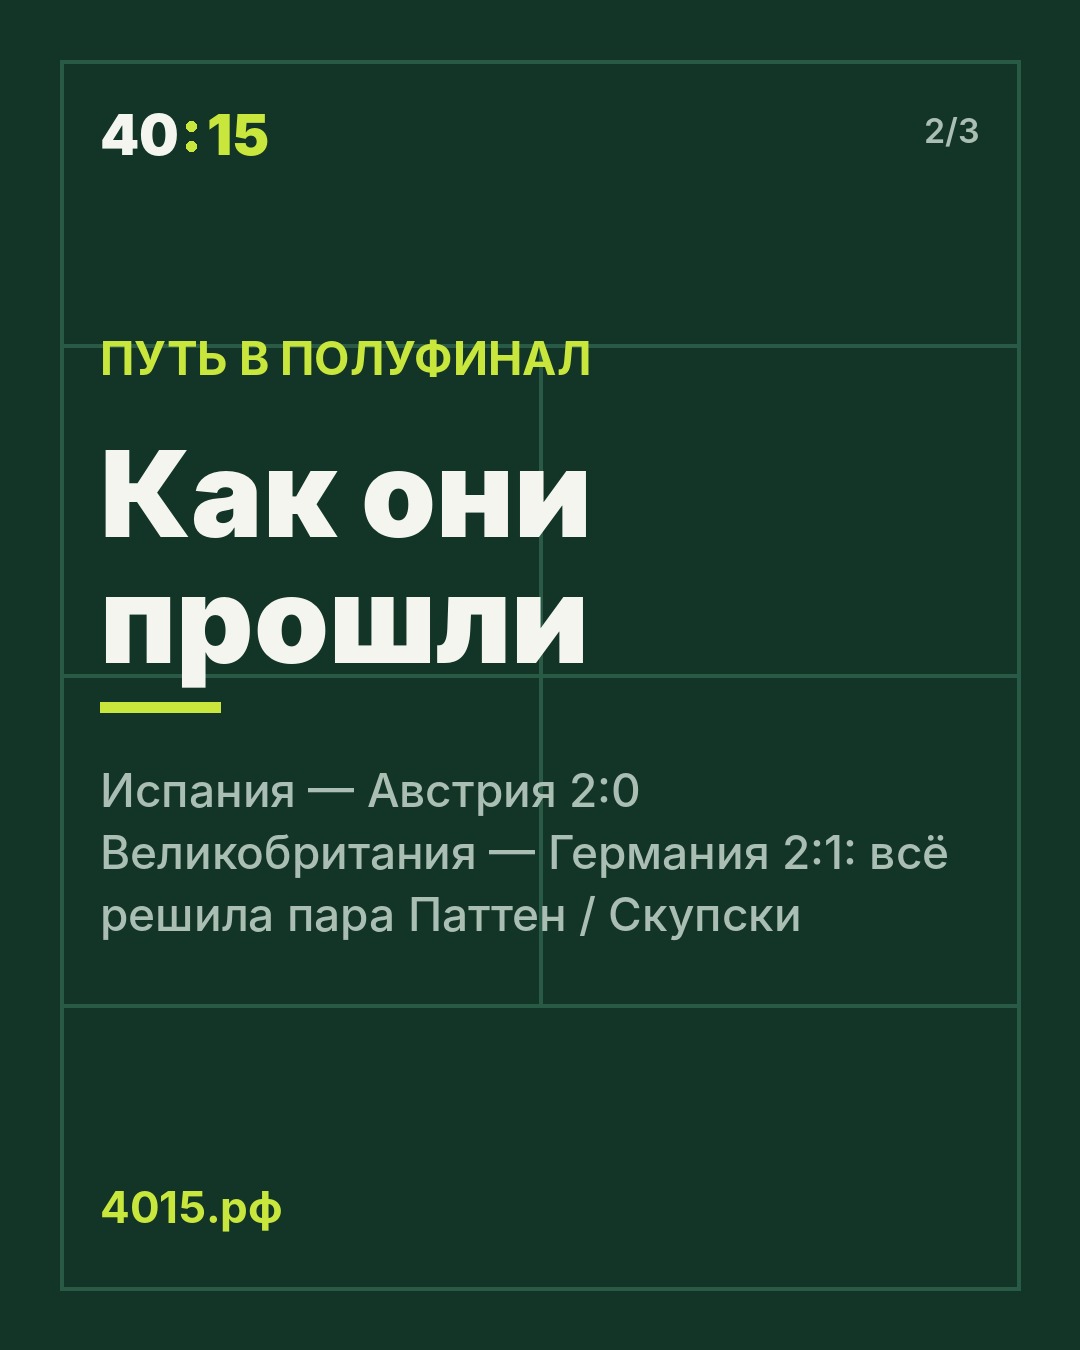 40:15
2/3
ПУТЬ В ПОЛУФИНАЛ
Как они
прошли
Испания — Австрия 2:0
Великобритания — Германия 2:1: всё
решила пара Паттен / Скупски
4015.рф